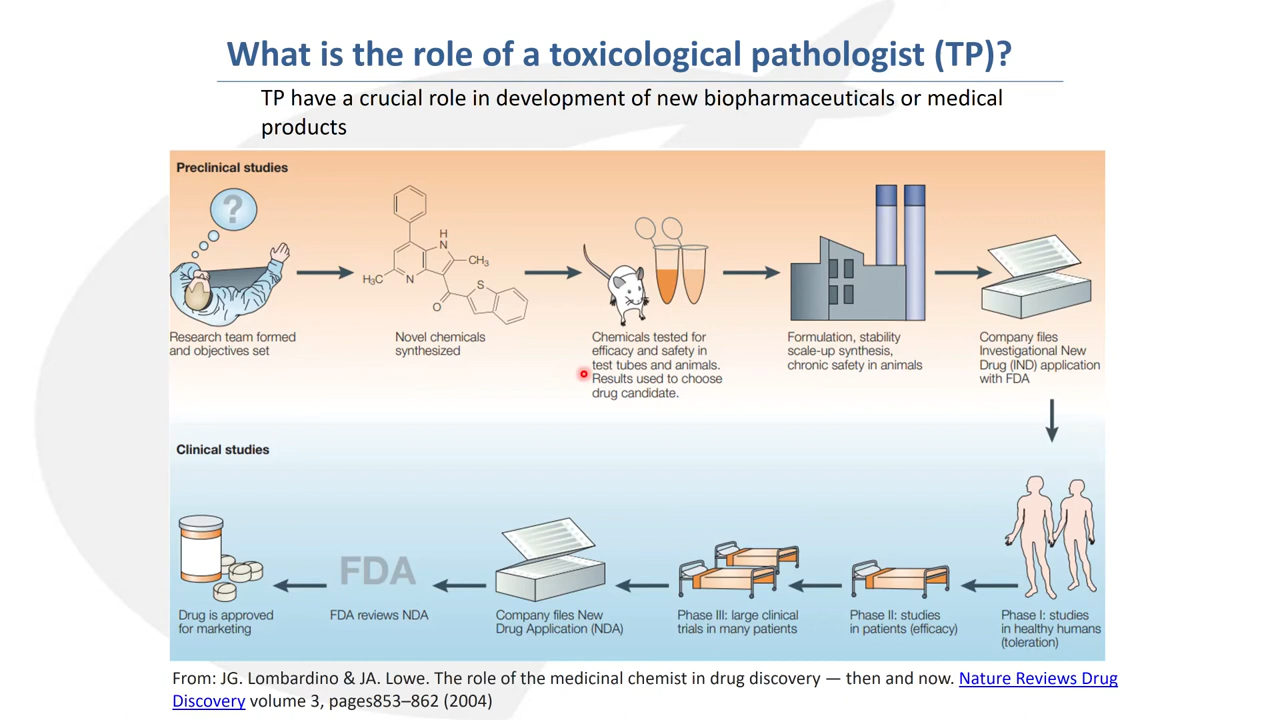 What is the role of a toxicological pathologist (TP)?
TP have a crucial role in development of new biopharmaceuticals or medical
products
Preclinical studies
?
H
N
CH₃
H₃C
N
S
O
Research team formed
and objectives set
Novel chemicals
synthesized
Chemicals tested for
efficacy and safety in
test tubes and animals.
Results used to choose
drug candidate.
Formulation, stability
scale-up synthesis,
chronic safety in animals
Company files
Investigational New
Drug (IND) application
with FDA
Clinical studies
FDA
Drug is approved
for marketing
FDA reviews NDA
Company files New
Drug Application (NDA)
Phase III: large clinical
trials in many patients
Phase II: studies
in patients (efficacy)
Phase I: studies
in healthy humans
(toleration)
From: JG. Lombardino & JA. Lowe. The role of the medicinal chemist in drug discovery — then and now. Nature Reviews Drug
Discovery volume 3, pages853–862 (2004)